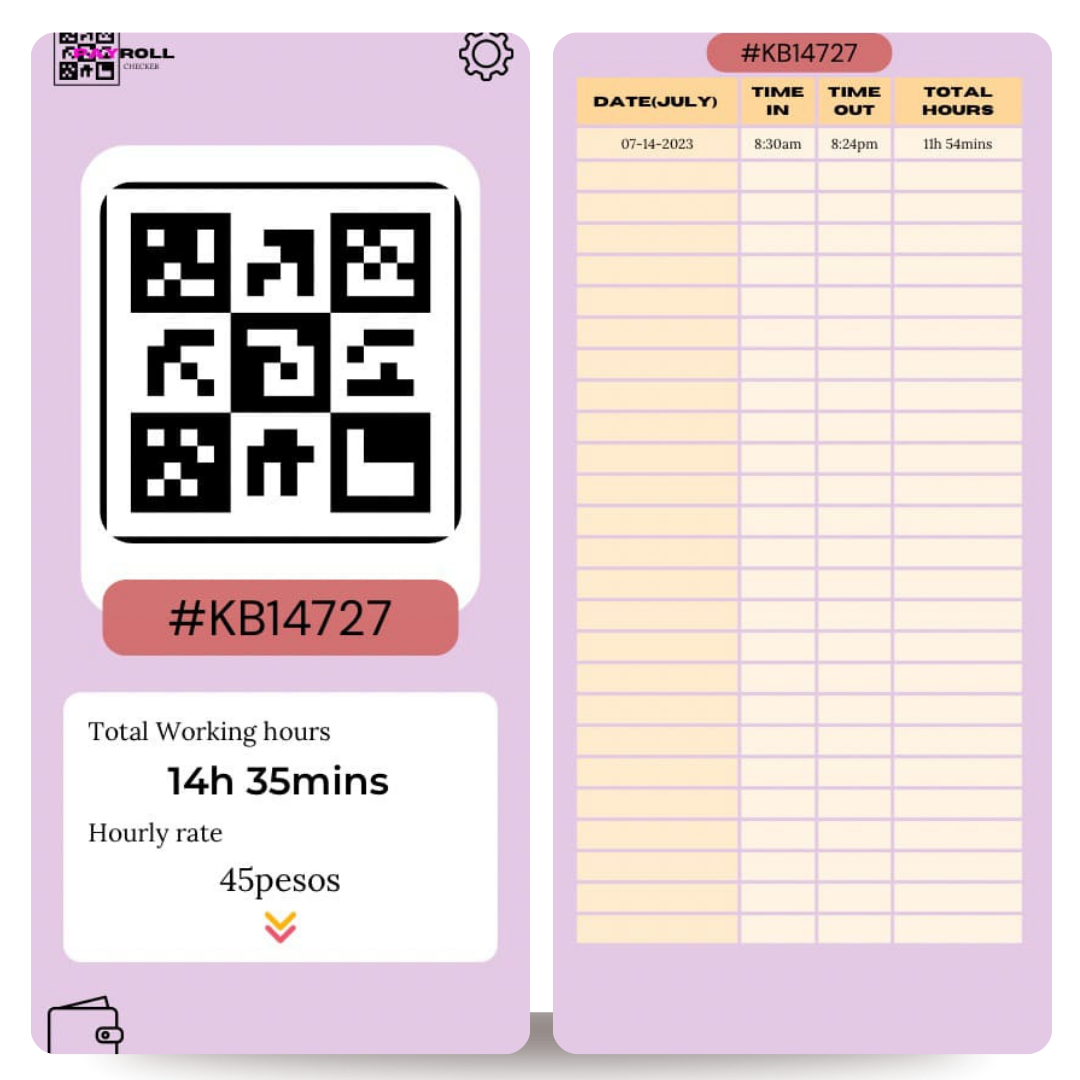 PAYROLL
CHECKER
#KB14727
Total Working hours
14h 35mins
Hourly rate
45pesos
#KB14727
DATE(JULY) TIME IN TIME OUT TOTAL HOURS
07-14-2023 8:30am 8:24pm 11h 54mins